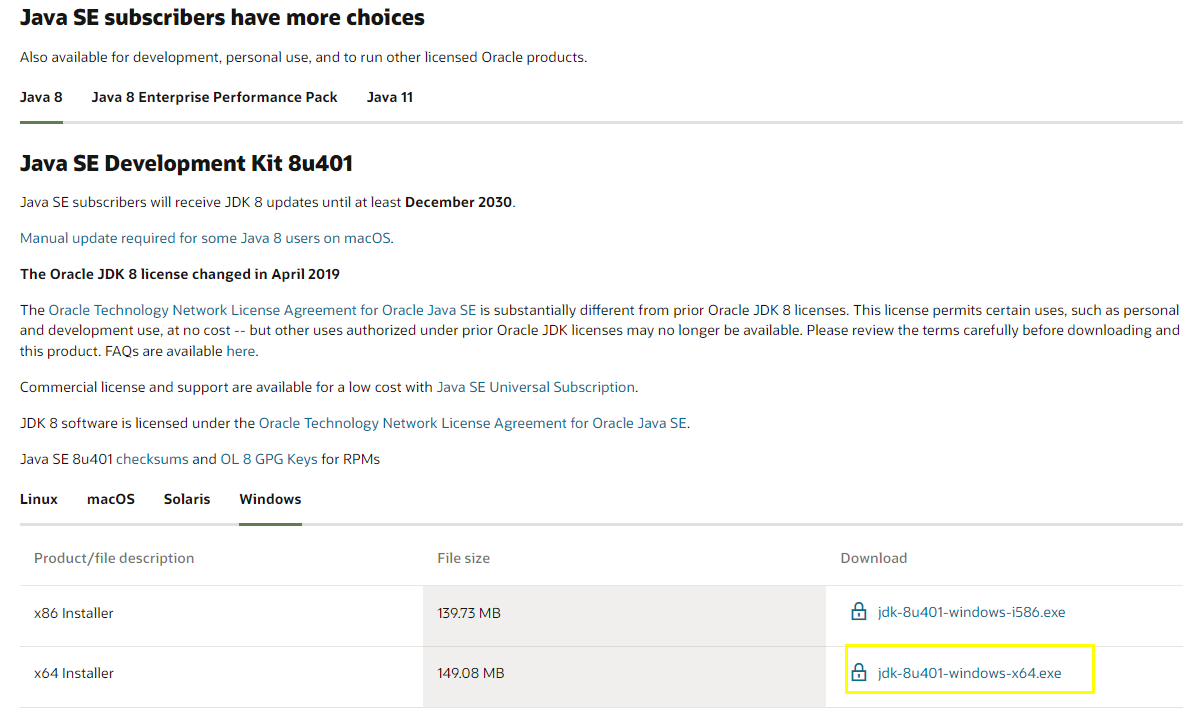 Java SE subscribers have more choices
Also available for development, personal use, and to run other licensed Oracle products.
Java 8 Java 8 Enterprise Performance Pack Java 11
Java SE Development Kit 8u401
Java SE subscribers will receive JDK 8 updates until at least December 2030.
Manual update required for some Java 8 users on macOS.
The Oracle JDK 8 license changed in April 2019
The Oracle Technology Network License Agreement for Oracle Java SE is substantially different from prior Oracle JDK 8 licenses. This license permits certain uses, such as personal
and development use, at no cost -- but other uses authorized under prior Oracle JDK licenses may no longer be available. Please review the terms carefully before downloading and
this product. FAQs are available here.
Commercial license and support are available for a low cost with Java SE Universal Subscription.
JDK 8 software is licensed under the Oracle Technology Network License Agreement for Oracle Java SE.
Java SE 8u401 checksums and OL 8 GPG Keys for RPMs
Linux macOS Solaris Windows
Product/file description File size Download
x86 Installer 139.73 MB jdk-8u401-windows-i586.exe
x64 Installer 149.08 MB jdk-8u401-windows-x64.exe